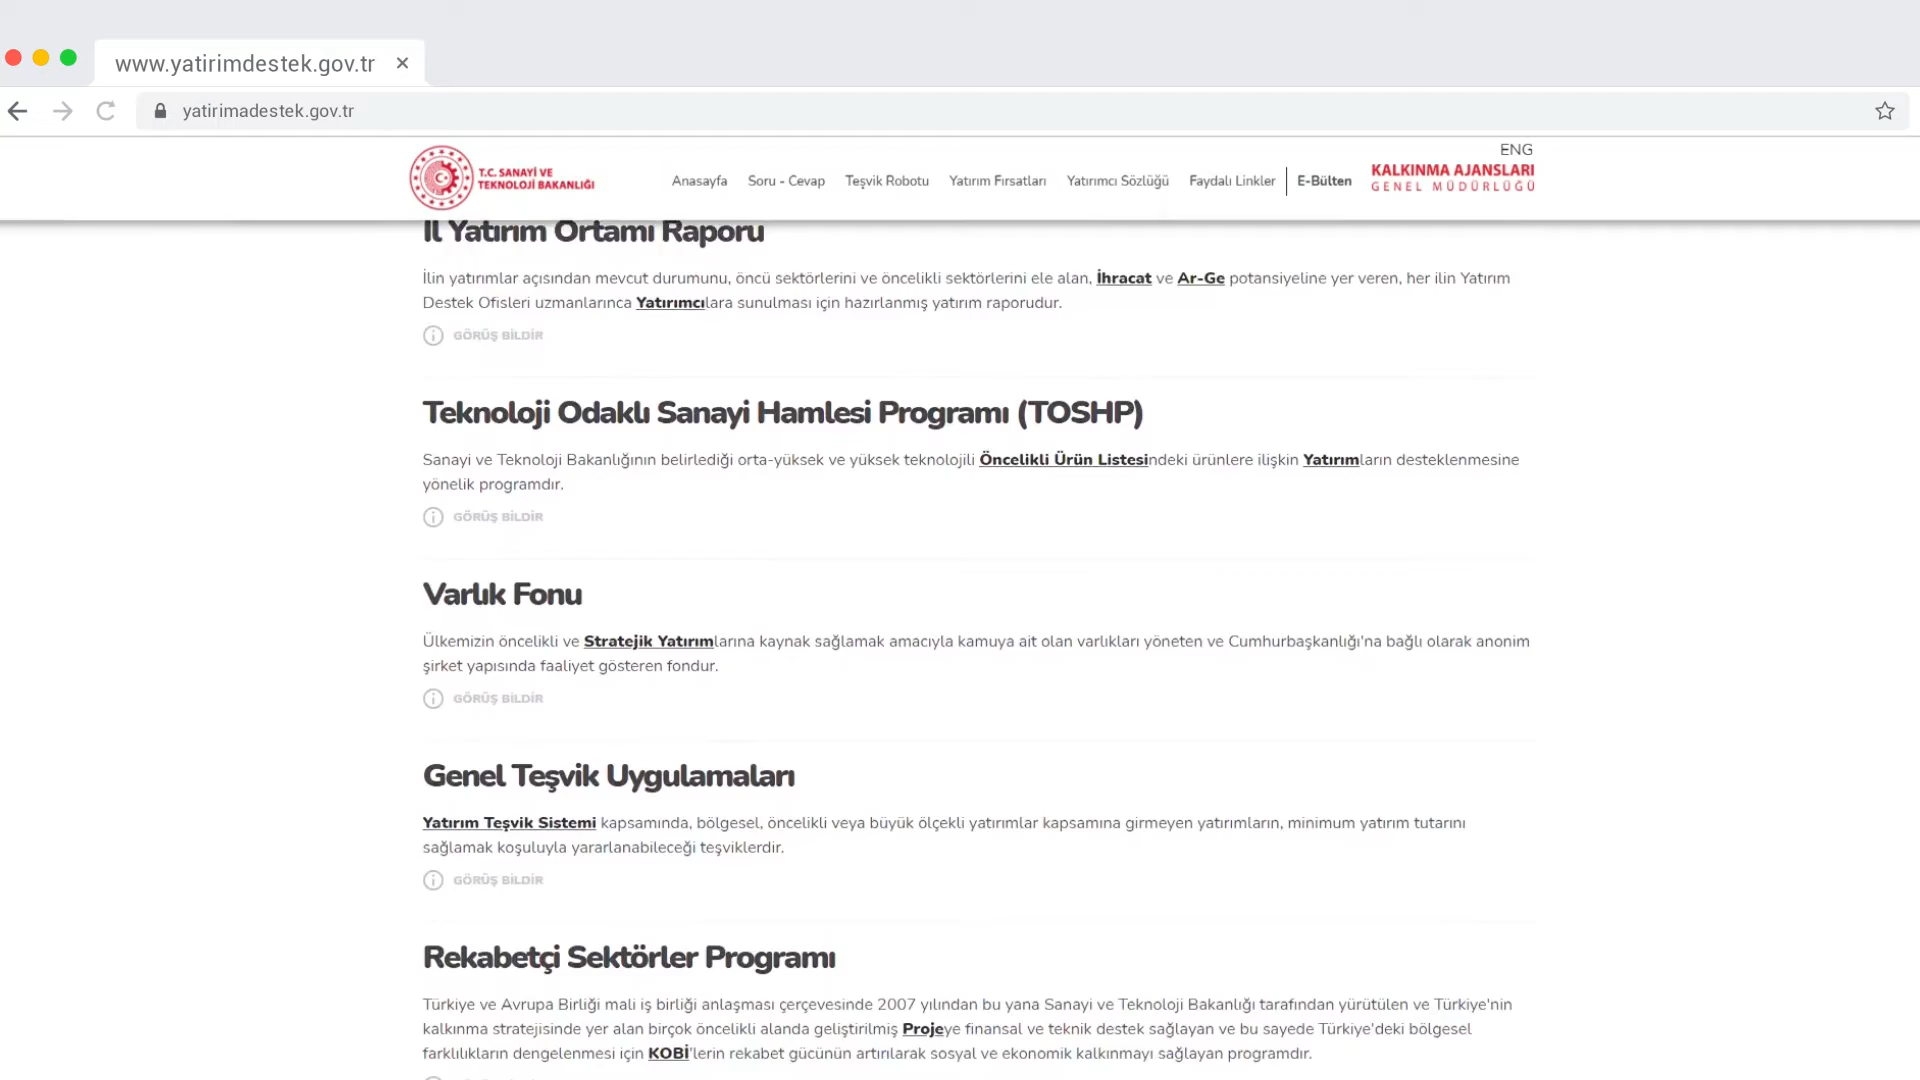 www.yatirimdestek.gov.tr
yatirimadestek.gov.tr
ENG
T.C. SANAYİ VE
TEKNOLOJİ BAKANLIĞI
Anasayfa Soru - Cevap Teşvik Robotu Yatırım Fırsatları Yatırımcı Sözlüğü Faydalı Linkler E-Bülten
KALKINMA AJANSLARI
GENEL MÜDÜRLÜĞÜ
İl Yatırım Ortamı Raporu
İlin yatırımlar açısından mevcut durumunu, öncü sektörlerini ve öncelikli sektörlerini ele alan, İhracat ve Ar-Ge potansiyeline yer veren, her ilin Yatırım
Destek Ofisleri uzmanlarınca Yatırımcılara sunulması için hazırlanmış yatırım raporudur.
GÖRÜŞ BİLDİR
Teknoloji Odaklı Sanayi Hamlesi Programı (TOSHP)
Sanayi ve Teknoloji Bakanlığının belirlediği orta-yüksek ve yüksek teknolojili Öncelikli Ürün Listesindeki ürünlere ilişkin Yatırımların desteklenmesine
yönelik programdır.
GÖRÜŞ BİLDİR
Varlık Fonu
Ülkemizin öncelikli ve Stratejik Yatırımlarına kaynak sağlamak amacıyla kamuya ait olan varlıkları yöneten ve Cumhurbaşkanlığı'na bağlı olarak anonim
şirket yapısında faaliyet gösteren fondur.
GÖRÜŞ BİLDİR
Genel Teşvik Uygulamaları
Yatırım Teşvik Sistemi kapsamında, bölgesel, öncelikli veya büyük ölçekli yatırımlar kapsamına girmeyen yatırımların, minimum yatırım tutarını
sağlamak koşuluyla yararlanabileceği teşviklerdir.
GÖRÜŞ BİLDİR
Rekabetçi Sektörler Programı
Türkiye ve Avrupa Birliği mali iş birliği anlaşması çerçevesinde 2007 yılından bu yana Sanayi ve Teknoloji Bakanlığı tarafından yürütülen ve Türkiye'nin
kalkınma stratejisinde yer alan birçok öncelikli alanda geliştirilmiş Projeye finansal ve teknik destek sağlayan ve bu sayede Türkiye'deki bölgesel
farklılıkların dengelenmesi için KOBİ'lerin rekabet gücünün artırılarak sosyal ve ekonomik kalkınmayı sağlayan programdır.